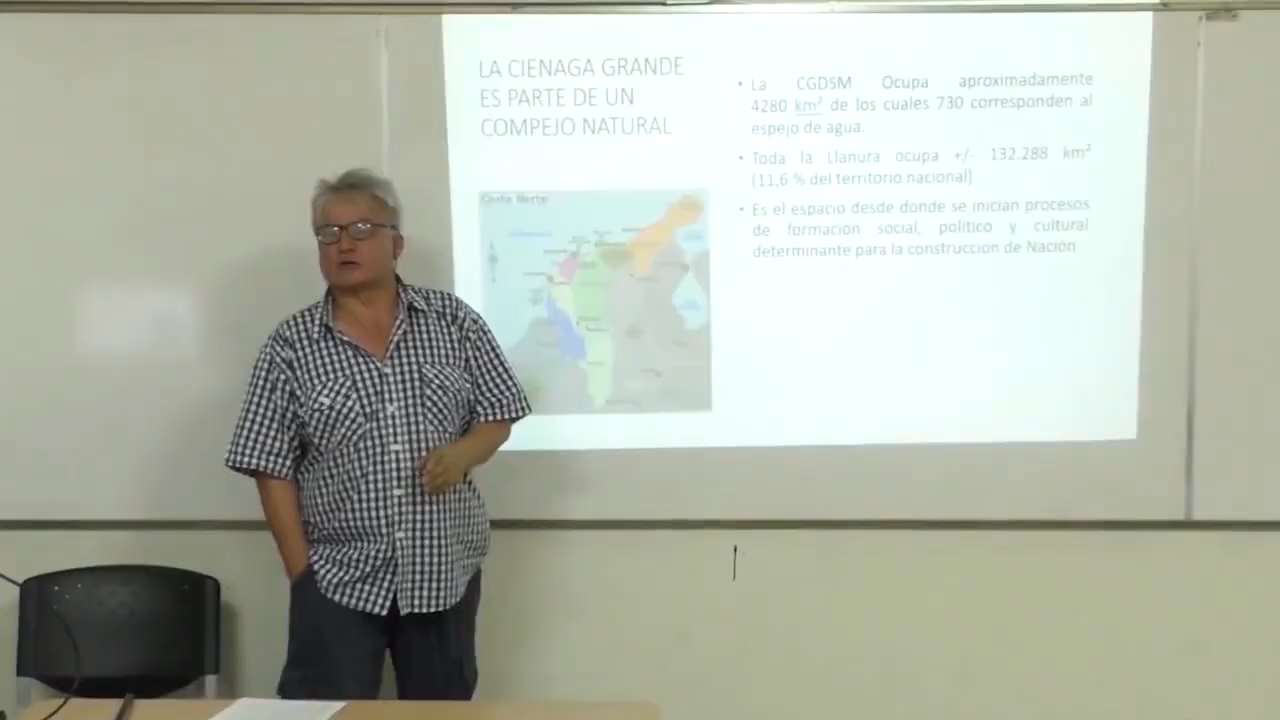 LA CIENAGA GRANDE
ES PARTE DE UN
COMPEJO NATURAL
• La CGDSM Ocupa aproximadamente
4280 km² de los cuales 730 corresponden al
espejo de agua.
• Toda la Llanura ocupa +/- 132.288 km²
(11,6 % del territorio nacional)
• Es el espacio desde donde se inician procesos
de formacion social, político y cultural
determinante para la construccion de Nación
Costa Norte